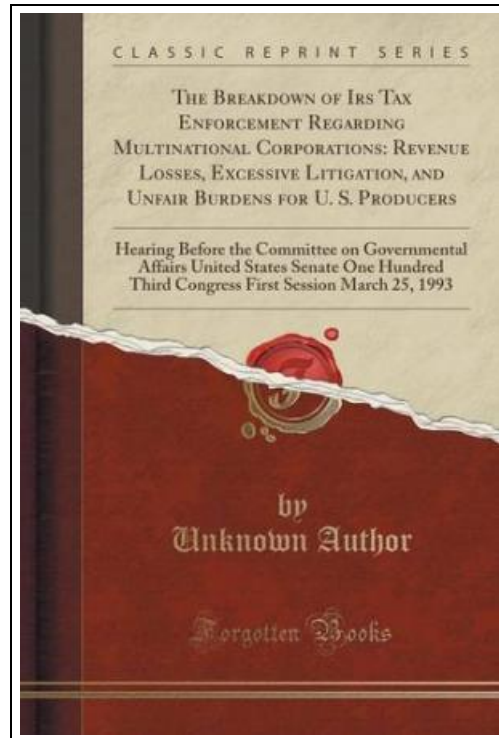 CLASSIC REPRINT SERIES
THE BREAKDOWN OF IRS TAX
ENFORCEMENT REGARDING
MULTINATIONAL CORPORATIONS: REVENUE
LOSSES, EXCESSIVE LITIGATION, AND
UNFAIR BURDENS FOR U. S. PRODUCERS
Hearing Before the Committee on Governmental
Affairs United States Senate One Hundred
Third Congress First Session March 25, 1993
by
Unknown Author
Forgotten Books